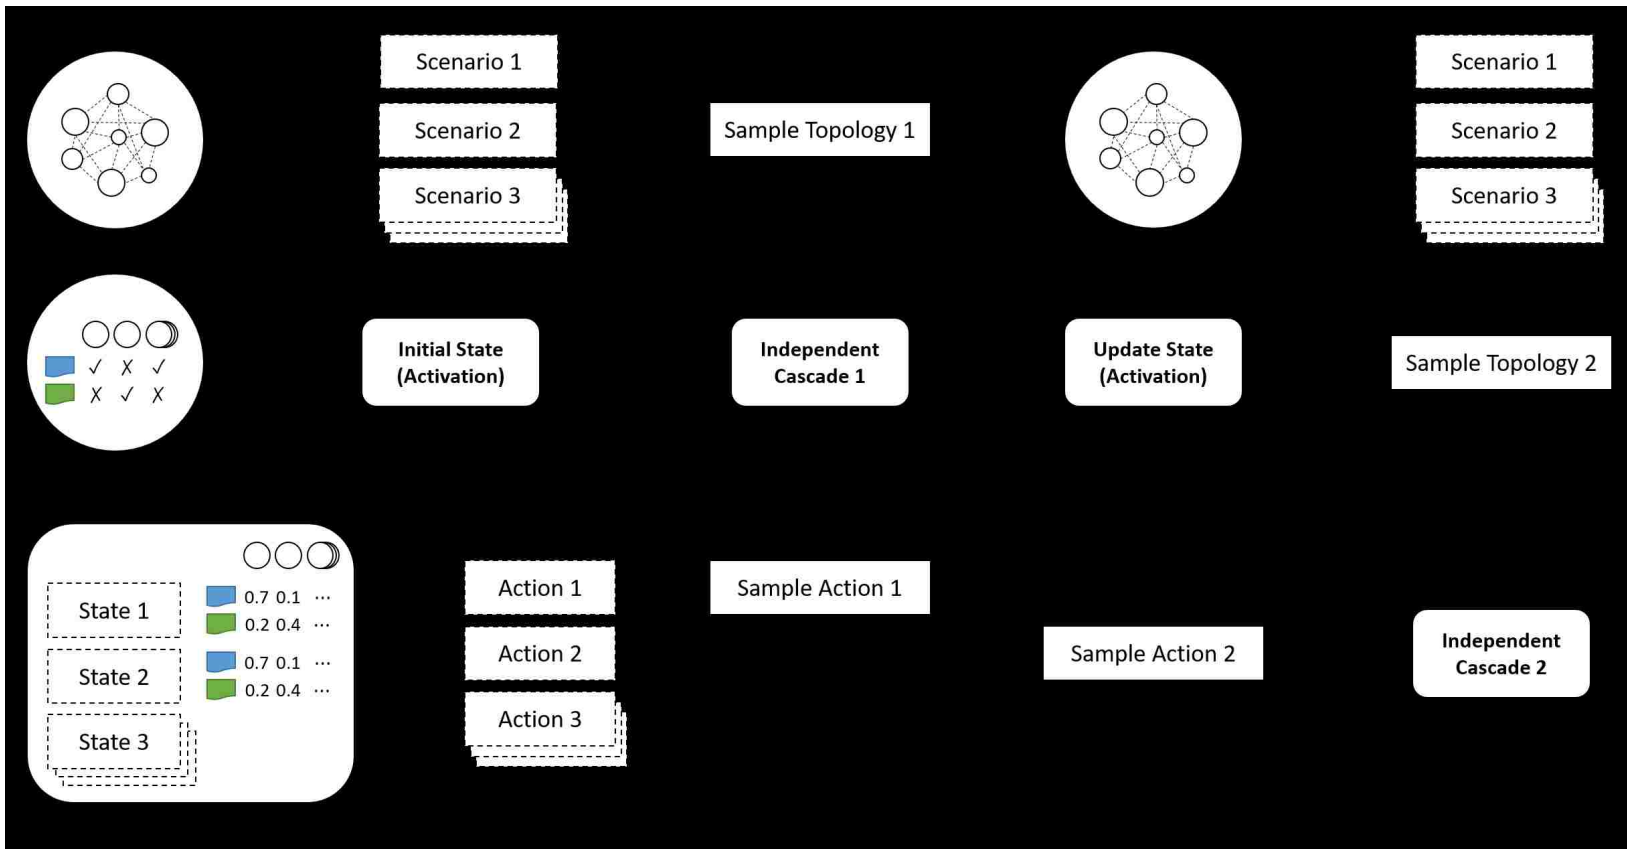 Scenario 1
Scenario 2
Scenario 3
Sample Topology 1
Scenario 1
Scenario 2
Scenario 3
✓ X ✓
X ✓ X
Initial State
(Activation)
Independent
Cascade 1
Update State
(Activation)
Sample Topology 2
State 1
State 2
State 3
0.7 0.1 ...
0.2 0.4 ...
0.7 0.1 ...
0.2 0.4 ...
Action 1
Action 2
Action 3
Sample Action 1
Sample Action 2
Independent
Cascade 2